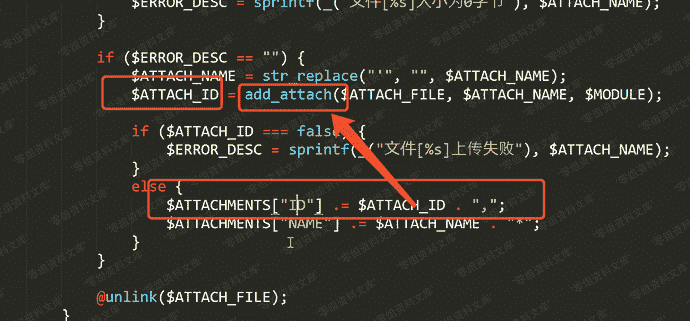 $ERROR_DESC = sprintf(_("文件[%s]大小为0字节"), $ATTACH_NAME);
}
if ($ERROR_DESC == "") {
$ATTACH_NAME = str_replace("'", "", $ATTACH_NAME);
$ATTACH_ID = add_attach($ATTACH_FILE, $ATTACH_NAME, $MODULE);
if ($ATTACH_ID === false) {
$ERROR_DESC = sprintf(_("文件[%s]上传失败"), $ATTACH_NAME);
}
else {
$ATTACHMENTS["ID"] .= $ATTACH_ID . ",";
$ATTACHMENTS["NAME"] .= $ATTACH_NAME . "*";
}
}
@unlink($ATTACH_FILE);
}